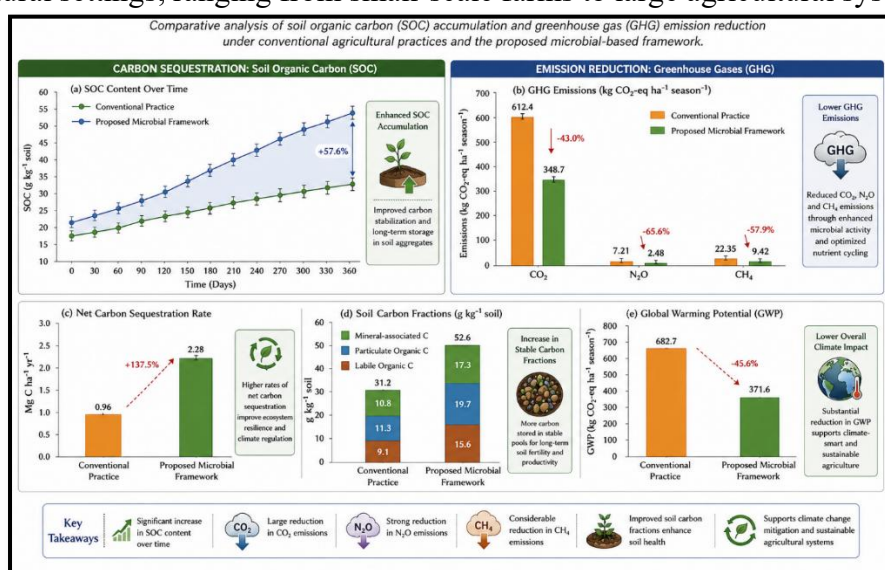 Comparative analysis of soil organic carbon (SOC) accumulation and greenhouse gas (GHG) emission reduction
under conventional agricultural practices and the proposed microbial-based framework.
CARBON SEQUESTRATION: Soil Organic Carbon (SOC)
(a) SOC Content Over Time
Conventional Practice
Proposed Microbial Framework
SOC (g kg⁻¹ soil)
60
55
50
45
40
35
30
25
20
15
10
0 30 60 90 120 150 180 210 240 270 300 330 360
Time (Days)
+57.6%
Enhanced SOC
Accumulation
Improved carbon
stabilization and
long-term storage
in soil aggregates
EMISSION REDUCTION: Greenhouse Gases (GHG)
(b) GHG Emissions (kg CO₂-eq ha⁻¹ season⁻¹)
Conventional Practice
Proposed Microbial Framework
Emissions (kg CO₂-eq ha⁻¹ season⁻¹)
700
600
500
400
300
200
100
0
612.4
-43.0%
348.7
7.21
-65.6%
2.48
22.35
-57.9%
9.42
CO₂ N₂O CH₄
Lower GHG
Emissions
GHG
Reduced CO₂, N₂O
and CH₄ emissions
through enhanced
microbial activity
and optimized
nutrient cycling
(c) Net Carbon Sequestration Rate
Mg C ha⁻¹ yr⁻¹
3.0
2.5
2.0
1.5
1.0
0.5
0.0
0.96
+137.5%
2.28
Conventional
Practice
Proposed Microbial
Framework
Higher rates of
net carbon
sequestration
improve ecosystem
resilience and
climate regulation
(d) Soil Carbon Fractions (g kg⁻¹ soil)
Mineral-associated C
Particulate Organic C
Labile Organic C
g kg⁻¹ soil
60
50
40
30
20
10
0
31.2
10.8
11.3
9.1
52.6
17.3
19.7
15.6
Conventional
Practice
Proposed Microbial
Framework
Increase in
Stable Carbon
Fractions
More carbon
stored in stable
pools for long-term
soil fertility and
productivity
(e) Global Warming Potential (GWP)
GWP (kg CO₂-eq ha⁻¹ season⁻¹)
800
700
600
500
400
300
200
100
0
682.7
-45.6%
371.6
Conventional
Practice
Proposed Microbial
Framework
Lower Overall
Climate Impact
Substantial
reduction in GWP
supports climate-
smart and
sustainable
agriculture
Key
Takeaways
Significant increase
in SOC content
over time
CO₂
Large reduction
in CO₂ emissions
N₂O
Strong reduction
in N₂O emissions
CH₄
Considerable
reduction in CH₄
emissions
Improved soil carbon
fractions enhance
soil health
Supports climate change
mitigation and sustainable
agricultural systems